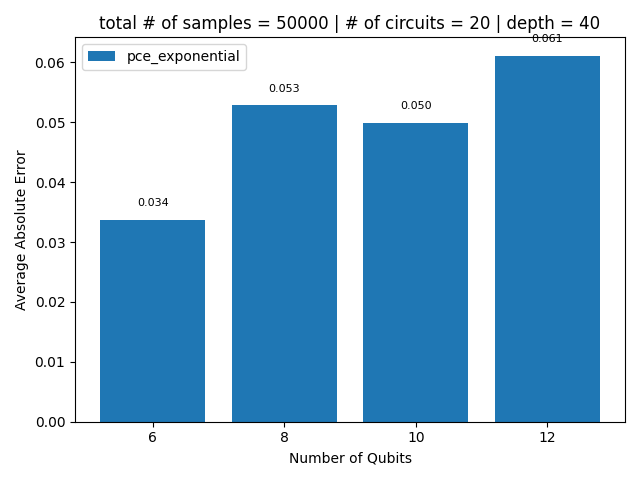 total # of samples = 50000 | # of circuits = 20 | depth = 40
pce_exponential
0.061
0.053
0.050
0.034
Average Absolute Error
0.06
0.05
0.04
0.03
0.02
0.01
0.00
6 8 10 12
Number of Qubits